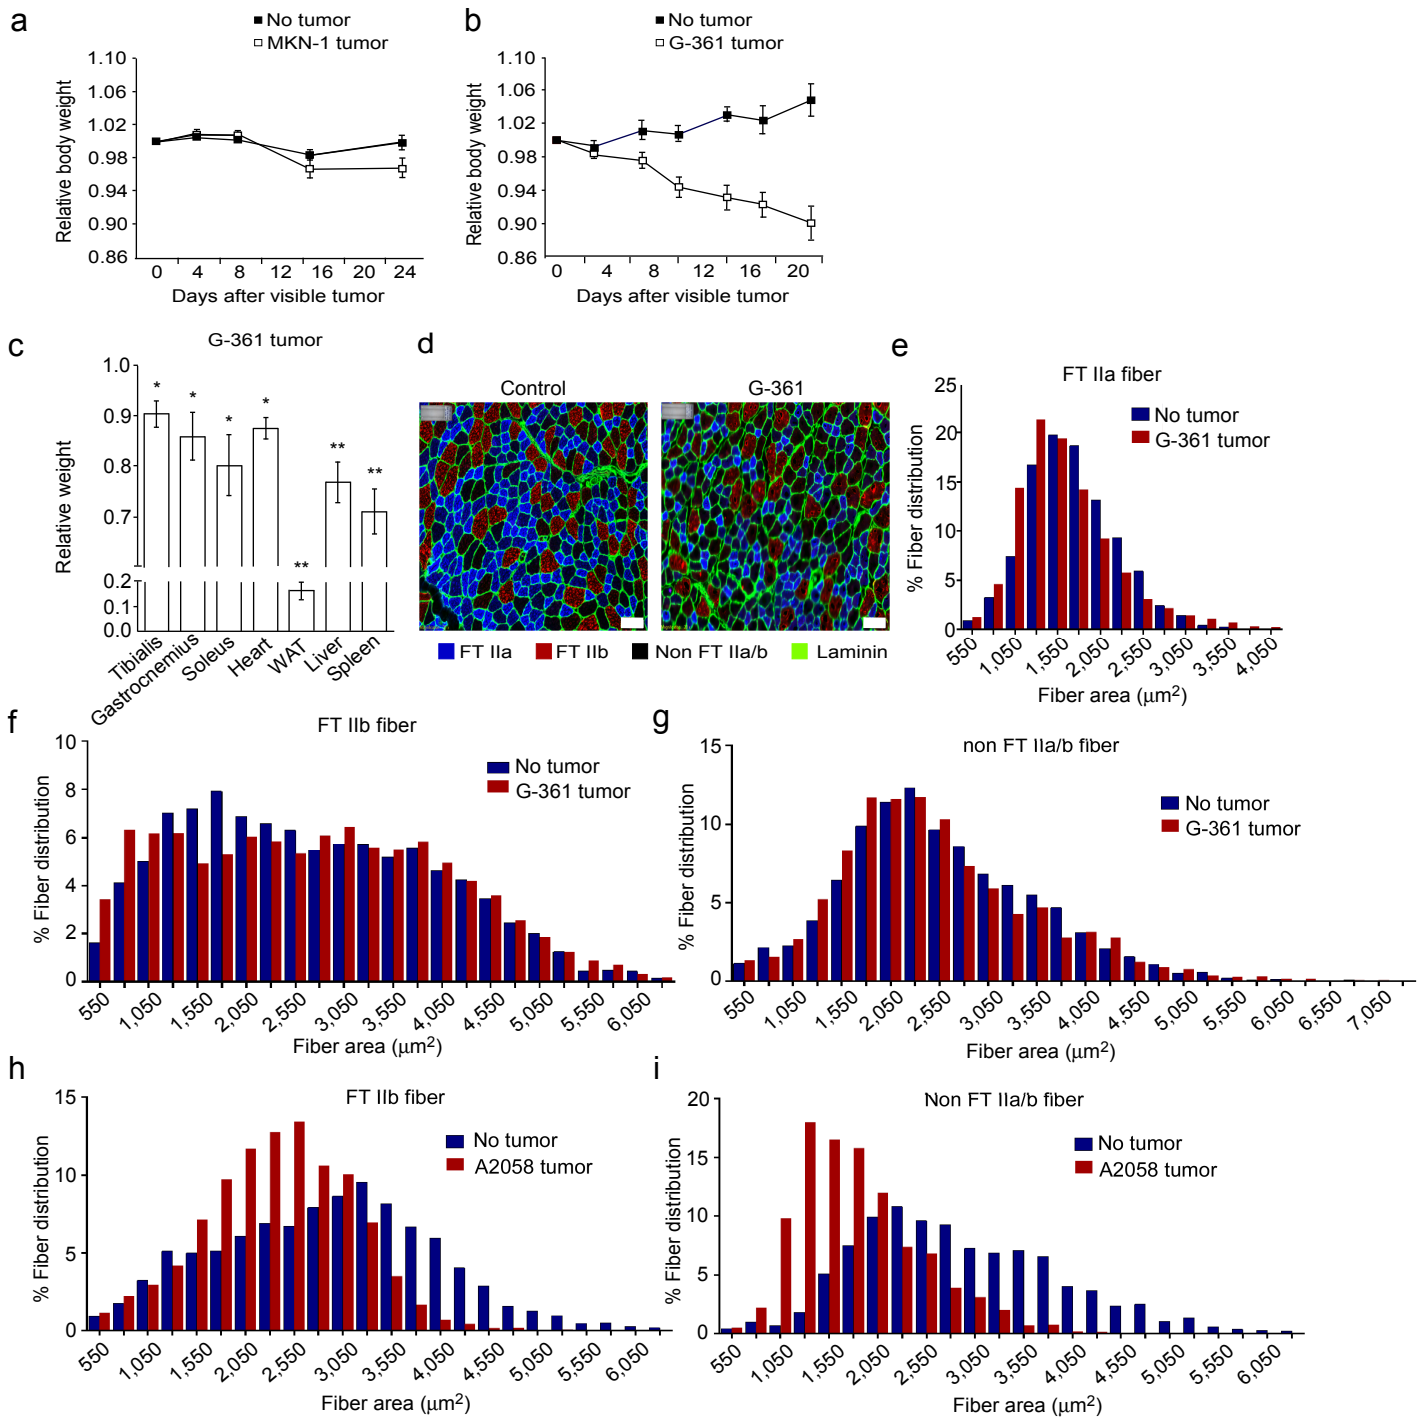 a
No tumor
MKN-1 tumor
1.10
1.06
1.02
0.98
0.94
0.90
0.86
Relative body weight
0 4 8 12 16 20 24
Days after visible tumor
b
No tumor
G-361 tumor
1.10
1.06
1.02
0.98
0.94
0.90
0.86
Relative body weight
0 4 8 12 16 20
Days after visible tumor
c
G-361 tumor
1.0
0.9
0.8
0.7
0.2
0.1
0.0
Relative weight
* * * * ** ** **
Tibialis Gastrocnemius Soleus Heart WAT Liver Spleen
d
Control G-361
FT IIa FT IIb Non FT IIa/b Laminin
e
FT IIa fiber
No tumor
G-361 tumor
25
20
15
10
5
0
% Fiber distribution
550 1,050 1,550 2,050 2,550 3,050 3,550 4,050
Fiber area (µm²)
f
FT IIb fiber
No tumor
G-361 tumor
10
8
6
4
2
0
% Fiber distribution
550 1,050 1,550 2,050 2,550 3,050 3,550 4,050 4,550 5,050 5,550 6,050
Fiber area (µm²)
g
non FT IIa/b fiber
No tumor
G-361 tumor
15
10
5
0
% Fiber distribution
550 1,050 1,550 2,050 2,550 3,050 3,550 4,050 4,550 5,050 5,550 6,050 6,550 7,050
Fiber area (µm²)
h
FT IIb fiber
No tumor
A2058 tumor
15
10
5
0
% Fiber distribution
550 1,050 1,550 2,050 2,550 3,050 3,550 4,050 4,550 5,050 5,550 6,050
Fiber area (µm²)
i
Non FT IIa/b fiber
No tumor
A2058 tumor
20
15
10
5
0
% Fiber distribution
550 1,050 1,550 2,050 2,550 3,050 3,550 4,050 4,550 5,050 5,550 6,050
Fiber area (µm²)